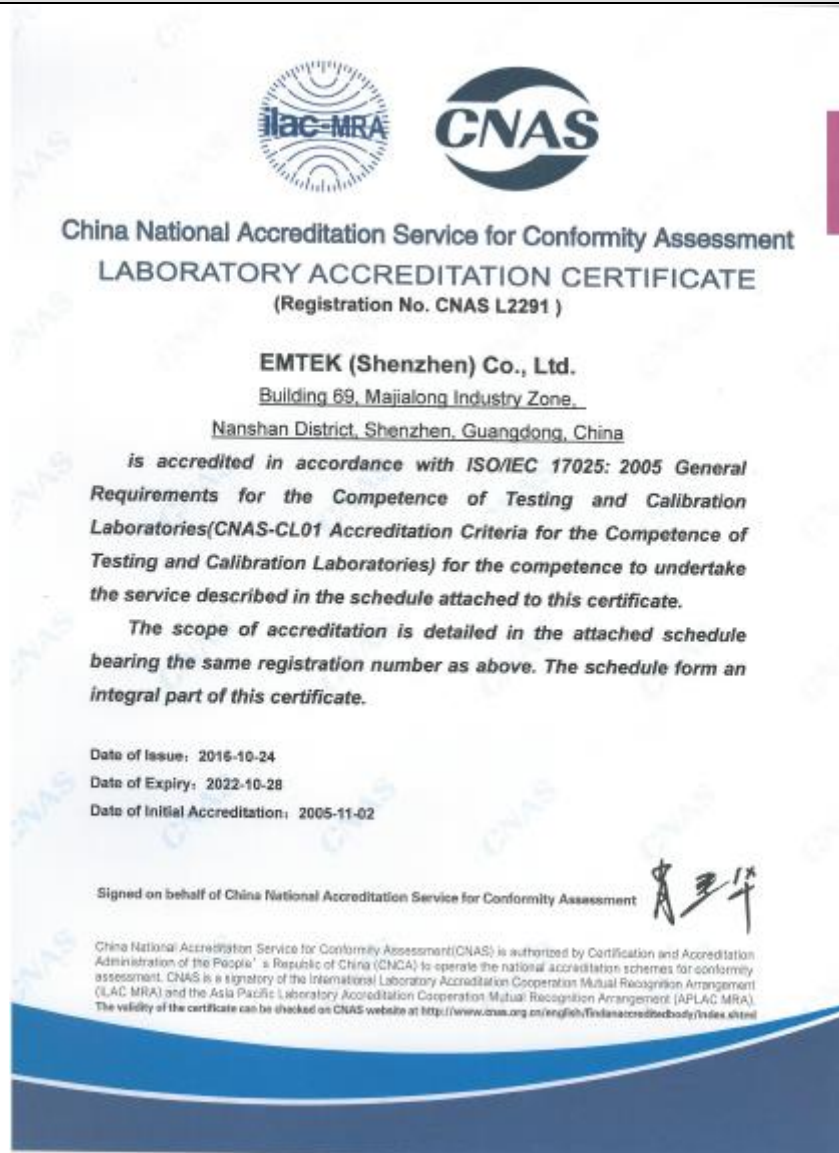 ilac-MRA
CNAS
China National Accreditation Service for Conformity Assessment
LABORATORY ACCREDITATION CERTIFICATE
(Registration No. CNAS L2291 )
EMTEK (Shenzhen) Co., Ltd.
Building 69, Majialong Industry Zone,
Nanshan District, Shenzhen, Guangdong, China
is accredited in accordance with ISO/IEC 17025: 2005 General
Requirements for the Competence of Testing and Calibration
Laboratories(CNAS-CL01 Accreditation Criteria for the Competence of
Testing and Calibration Laboratories) for the competence to undertake
the service described in the schedule attached to this certificate.
The scope of accreditation is detailed in the attached schedule
bearing the same registration number as above. The schedule form an
integral part of this certificate.
Date of Issue: 2016-10-24
Date of Expiry: 2022-10-28
Date of Initial Accreditation: 2005-11-02
Signed on behalf of China National Accreditation Service for Conformity Assessment
China National Accreditation Service for Conformity Assessment(CNAS) is authorized by Certification and Accreditation
Administration of the People's Republic of China (CNCA) to operate the national accreditation schemes for conformity
assessment. CNAS is a signatory of the International Laboratory Accreditation Cooperation Mutual Recognition Arrangement
(ILAC MRA) and the Asia Pacific Laboratory Accreditation Cooperation Mutual Recognition Arrangement (APLAC MRA).
The validity of the certificate can be checked on CNAS website at http://www.cnas.org.cn/english/findanaccreditedbody/index.shtml